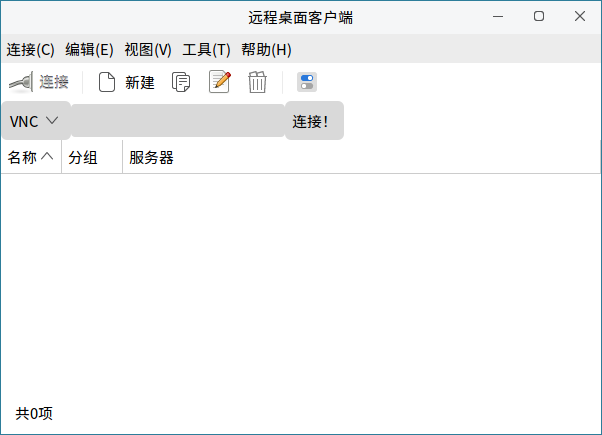 远程桌面客户端
连接(C) 编辑(E) 视图(V) 工具(T) 帮助(H)
连接 新建
VNC 连接！
名称 分组 服务器
共0项